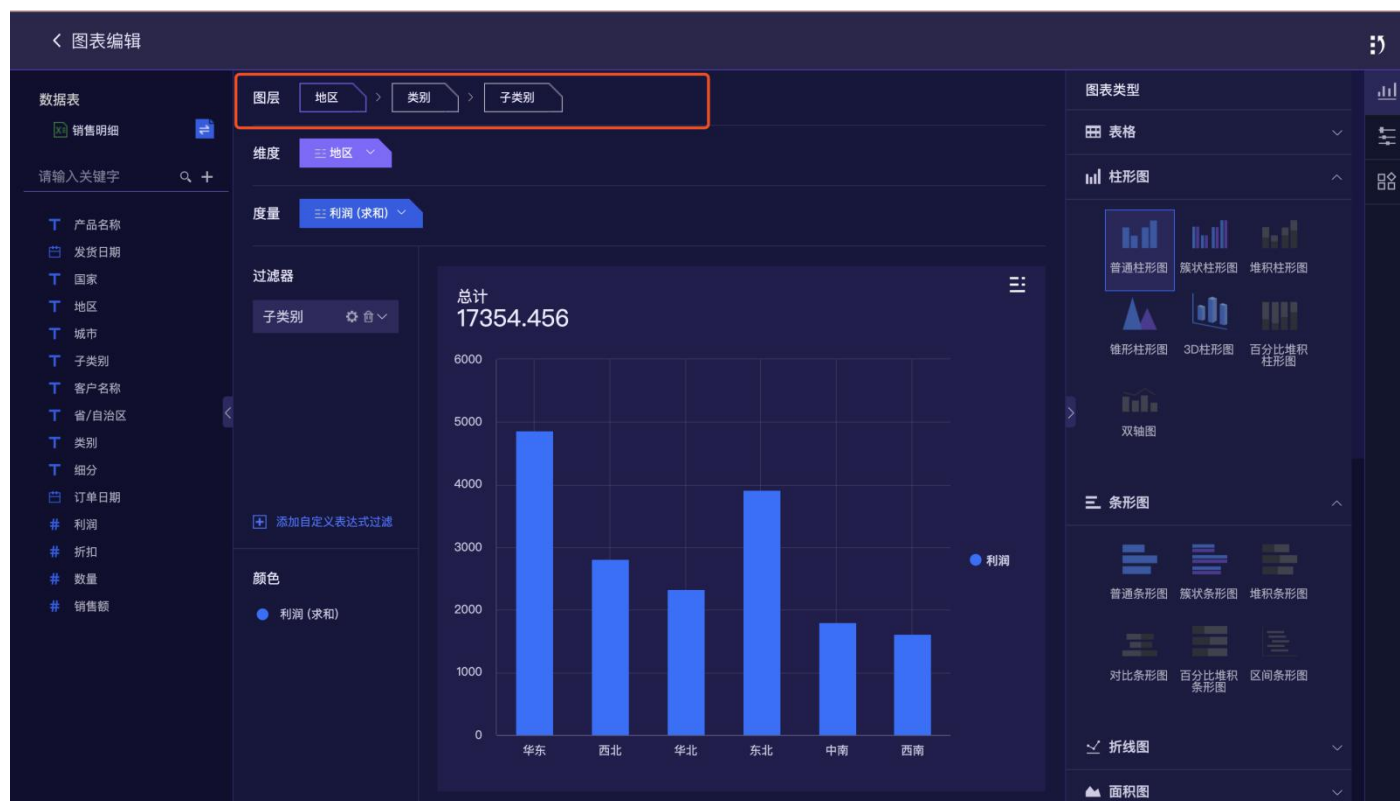 图表编辑
数据表
销售明细
请输入关键字
产品名称
发货日期
国家
地区
城市
子类别
客户名称
省/自治区
类别
细分
订单日期
利润
折扣
数量
销售额
图层 地区 > 类别 > 子类别
维度 地区
度量 利润 (求和)
过滤器
子类别
添加自定义表达式过滤
颜色
利润 (求和)
总计
17354.456
6000
5000
4000
3000
2000
1000
0
华东 西北 华北 东北 中南 西南
利润
图表类型
表格
柱形图
普通柱形图 簇状柱形图 堆积柱形图
锥形柱形图 3D柱形图 百分比堆积
柱形图
双轴图
条形图
普通条形图 簇状条形图 堆积条形图
对比条形图 百分比堆积 区间条形图
条形图
折线图
面积图